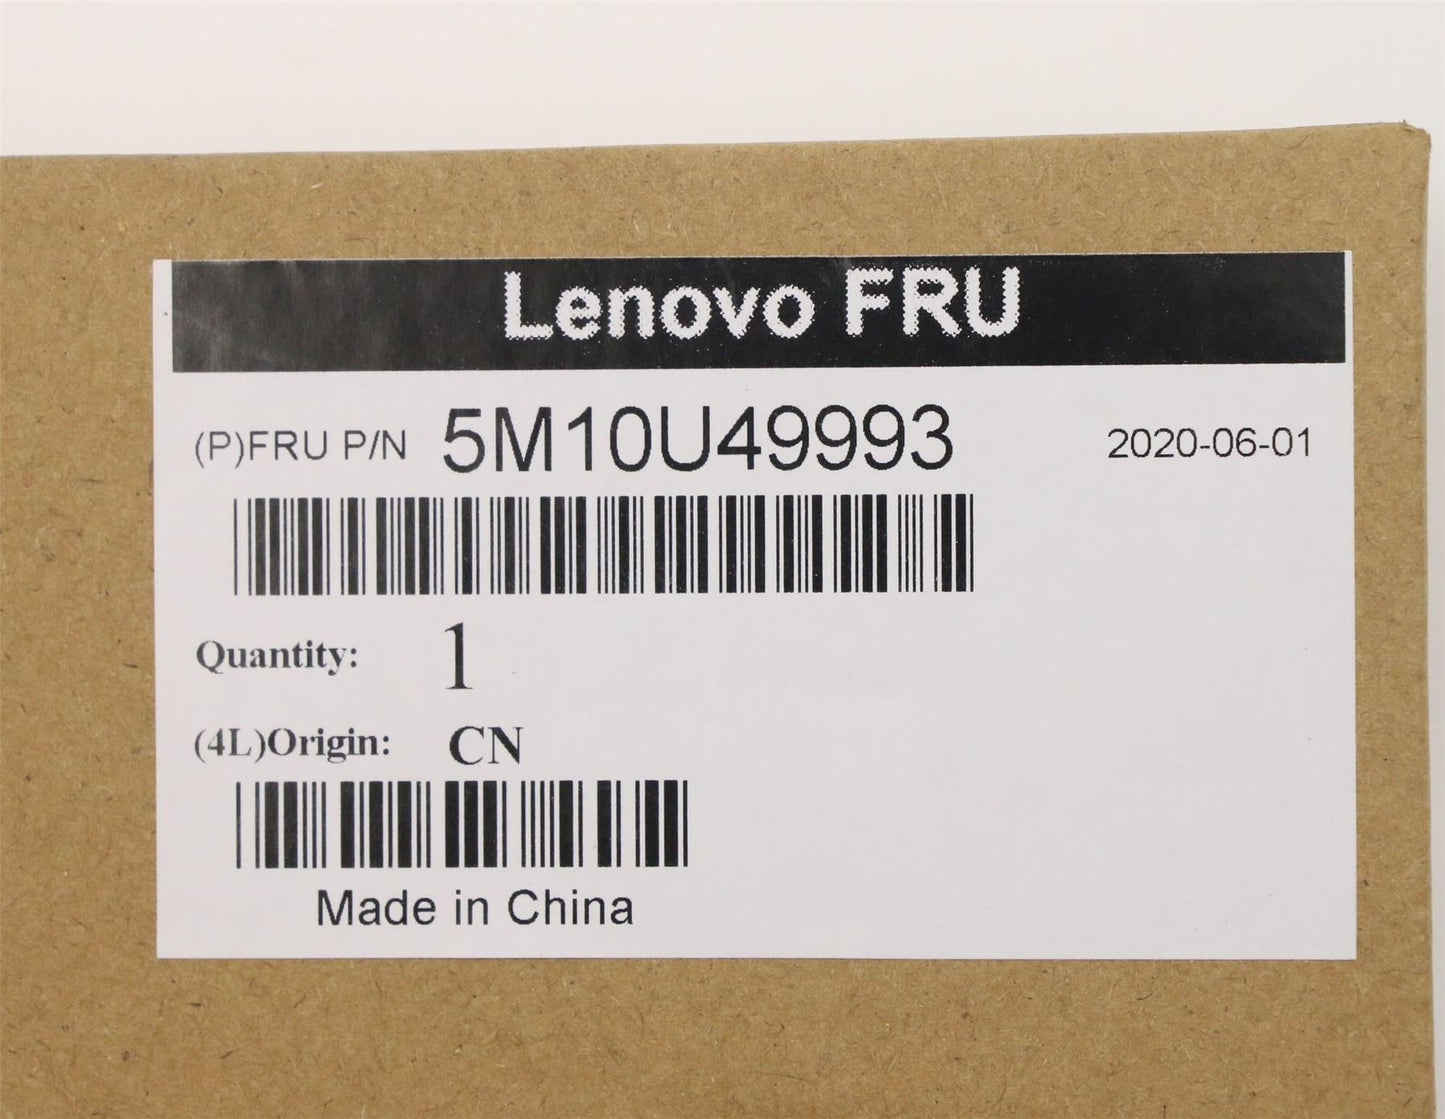 Lenovo FRU
(P)FRU P/N 5M10U49993 2020-06-01
Quantity: 1
(4L)Origin: CN
Made in China